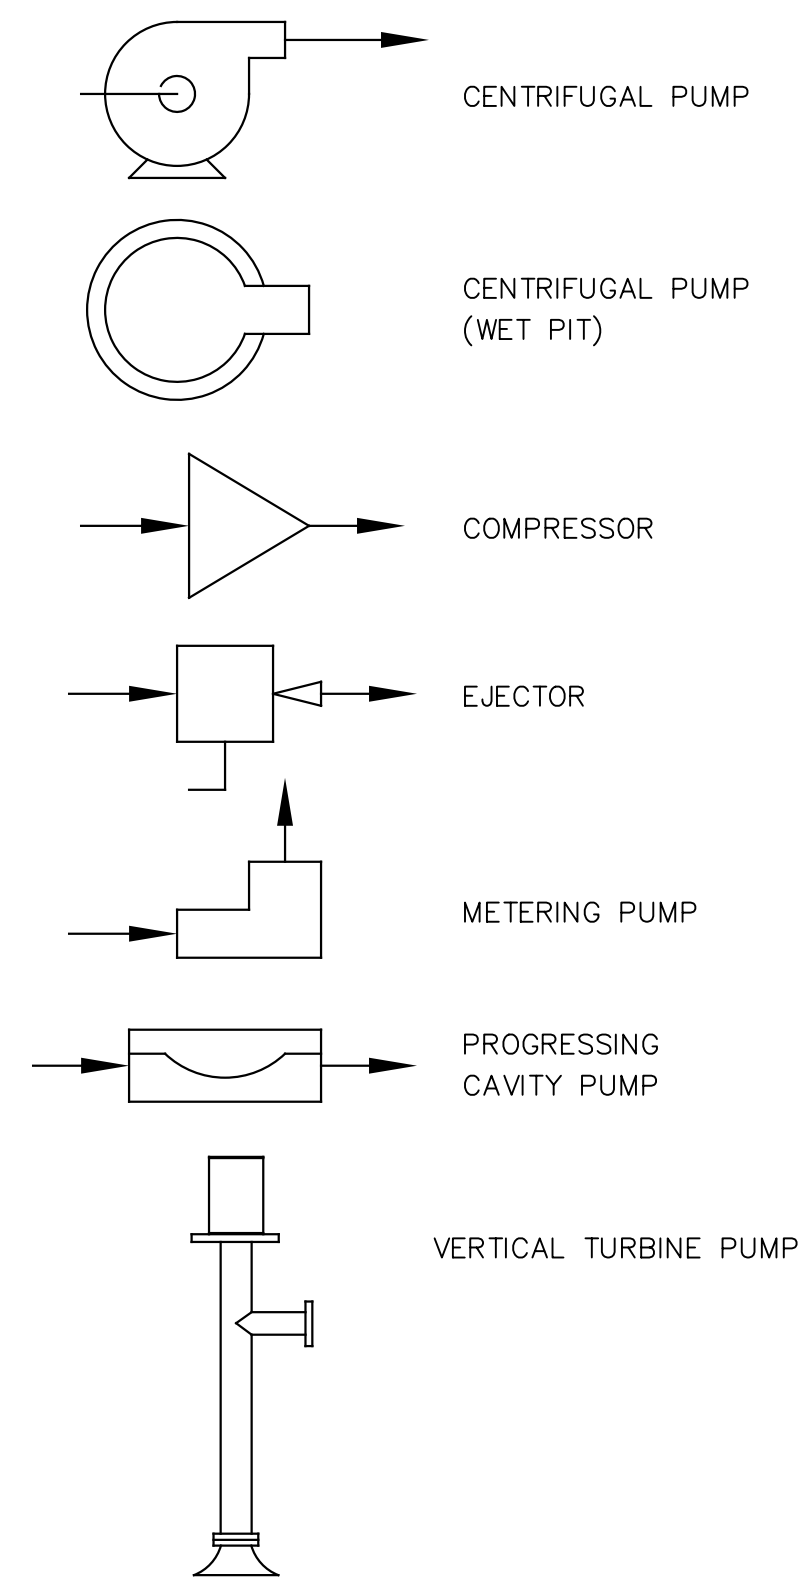 CENTRIFUGAL PUMP
CENTRIFUGAL PUMP
(WET PIT)
COMPRESSOR
EJECTOR
METERING PUMP
PROGRESSING
CAVITY PUMP
VERTICAL TURBINE PUMP